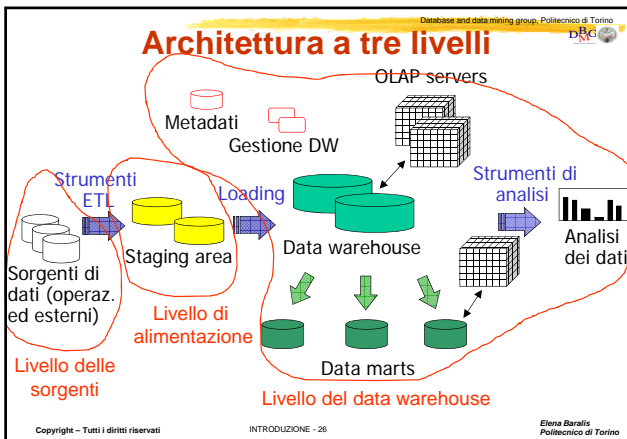 Database and data mining group, Politecnico di Torino
DBMG
Architettura a tre livelli
OLAP servers
Metadati
Gestione DW
Strumenti
ETL
Loading
Strumenti di
analisi
Sorgenti di
dati (operaz.
ed esterni)
Staging area
Data warehouse
Analisi
dei dati
Livello di
alimentazione
Livello delle
sorgenti
Data marts
Livello del data warehouse
Copyright – Tutti i diritti riservati
INTRODUZIONE - 26
Elena Baralis
Politecnico di Torino